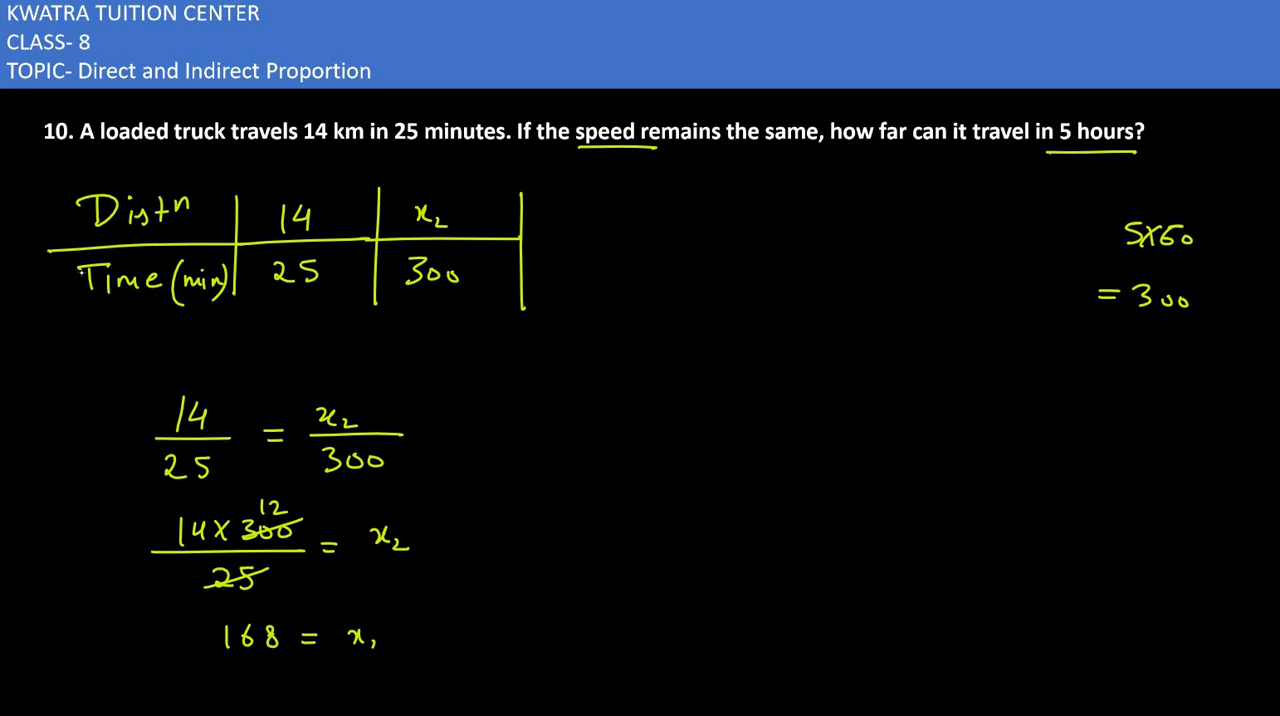 KWATRA TUITION CENTER
CLASS- 8
TOPIC- Direct and Indirect Proportion
10. A loaded truck travels 14 km in 25 minutes. If the speed remains the same, how far can it travel in 5 hours?
Distn 14 x₂
Time (min) 25 300
5×60
= 300
14/25 = x₂/300
12
14 × 300/25 = x₂
168 = x,